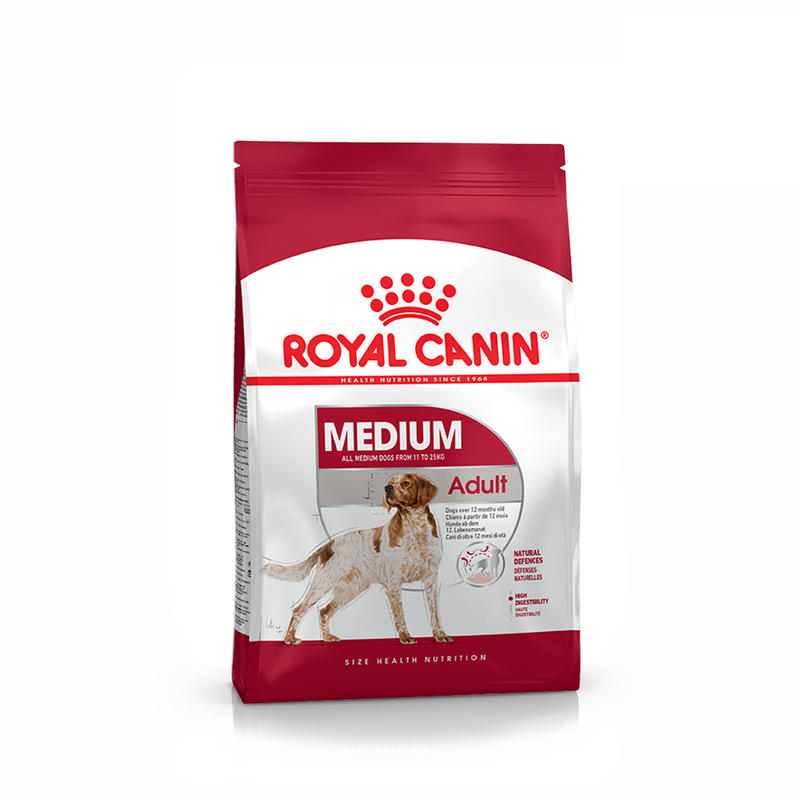 ROYAL CANIN®
HEALTH NUTRITION SINCE 1968
MEDIUM
ALL MEDIUM DOGS FROM 11 TO 25KG
Adult
Dogs over 12 months old
Chiens à partir de 12 mois
Hunde ab dem
12. Lebensmonat
Cani di oltre 12 mesi di età
NATURAL
DEFENCES
DÉFENSES
NATURELLES
HIGH
DIGESTIBILITY
HAUTE
DIGESTIBILITÉ
SIZE HEALTH NUTRITION